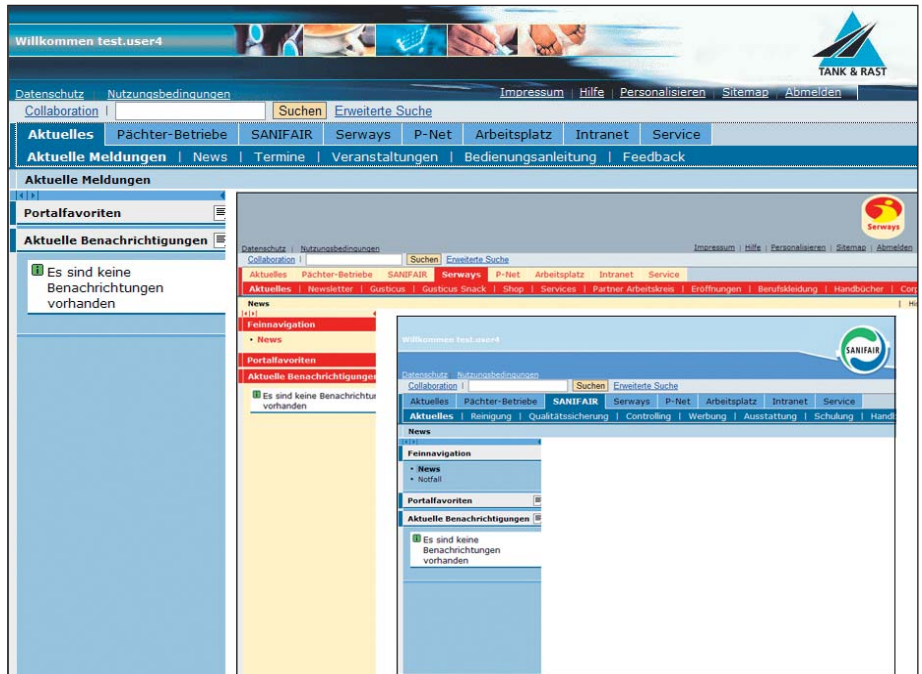 Willkommen test.user4
TANK & RAST
Datenschutz | Nutzungsbedingungen
Impressum | Hilfe | Personalisieren | Sitemap | Abmelden
Collaboration | Suchen Erweiterte Suche
Aktuelles Pächter-Betriebe SANIFAIR Serways P-Net Arbeitsplatz Intranet Service
Aktuelle Meldungen | News | Termine | Veranstaltungen | Bedienungsanleitung | Feedback
Aktuelle Meldungen
Portalfavoriten
Aktuelle Benachrichtigungen
Es sind keine
Benachrichtungen
vorhanden
Serways
Datenschutz | Nutzungsbedingungen
Impressum | Hilfe | Personalisieren | Sitemap | Abmelden
Collaboration | Suchen Erweiterte Suche
Aktuelles Pächter-Betriebe SANIFAIR Serways P-Net Arbeitsplatz Intranet Service
Aktuelles | Newsletter | Gusticus | Gusticus Snack | Shop | Services | Partner Arbeitskreis | Eröffnungen | Berufskleidung | Handbücher | Corp
News
| Hi
Feinnavigation
• News
Portalfavoriten
Aktuelle Benachrichtigungen
Es sind keine Benachrichtun
vorhanden
Willkommen test.user4
SANIFAIR
Datenschutz | Nutzungsbedingungen
Collaboration | Suchen Erweiterte Suche
Aktuelles Pächter-Betriebe SANIFAIR Serways P-Net Arbeitsplatz Intranet Service
Aktuelles | Reinigung | Qualitätssicherung | Controlling | Werbung | Ausstattung | Schulung | Handb
News
Feinnavigation
• News
• Notfall
Portalfavoriten
Aktuelle Benachrichtigungen
Es sind keine
Benachrichtungen
vorhanden